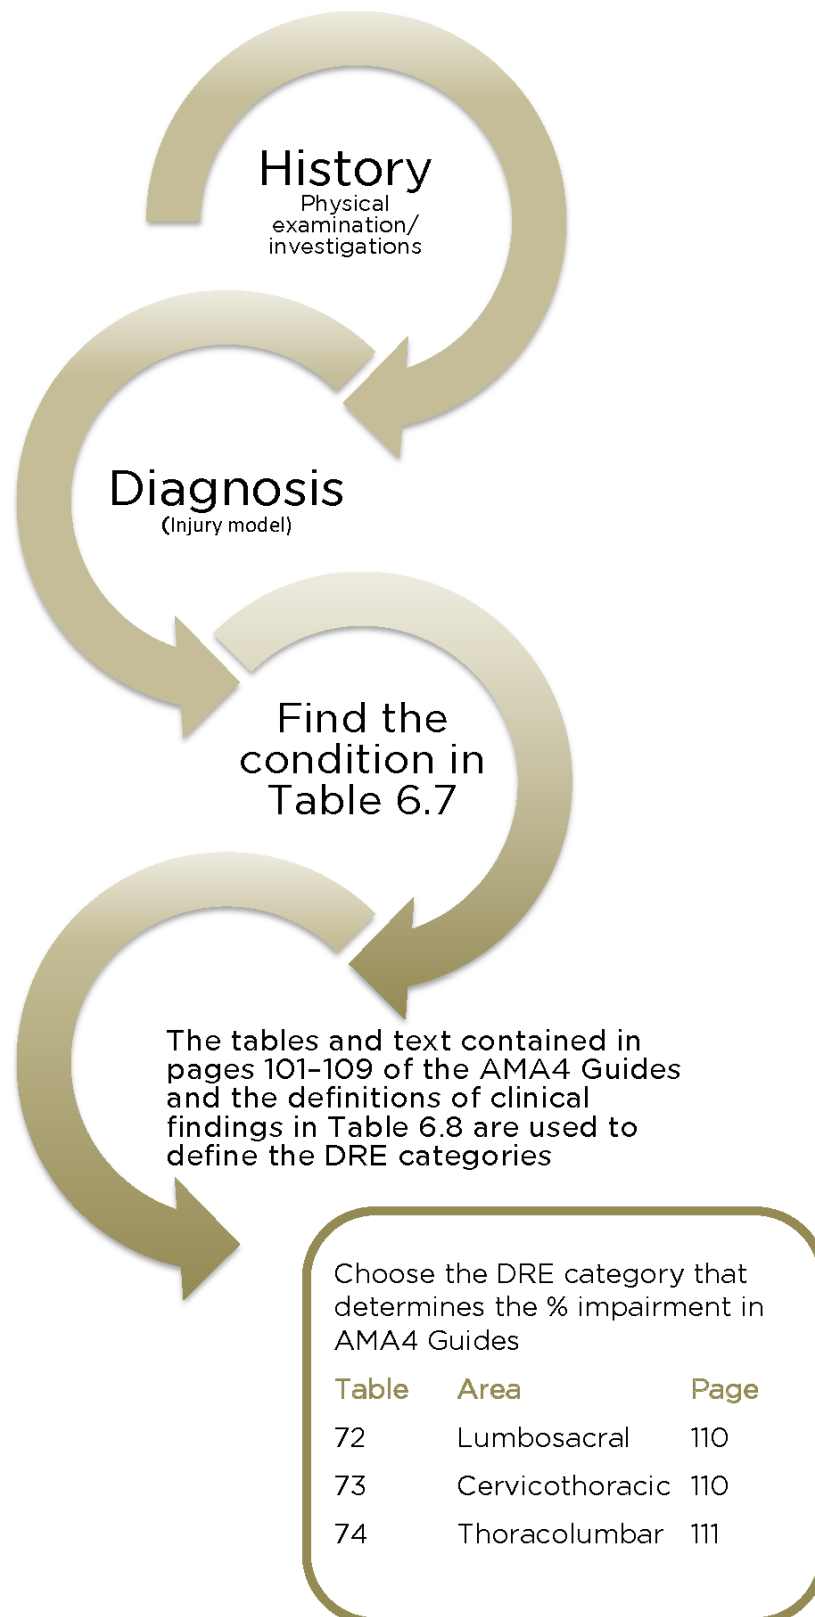 History
Physical
examination/
investigations
Diagnosis
(Injury model)
Find the
condition in
Table 6.7
The tables and text contained in
pages 101–109 of the AMA4 Guides
and the definitions of clinical
findings in Table 6.8 are used to
define the DRE categories
Choose the DRE category that
determines the % impairment in
AMA4 Guides
Table Area Page
72 Lumbosacral 110
73 Cervicothoracic 110
74 Thoracolumbar 111